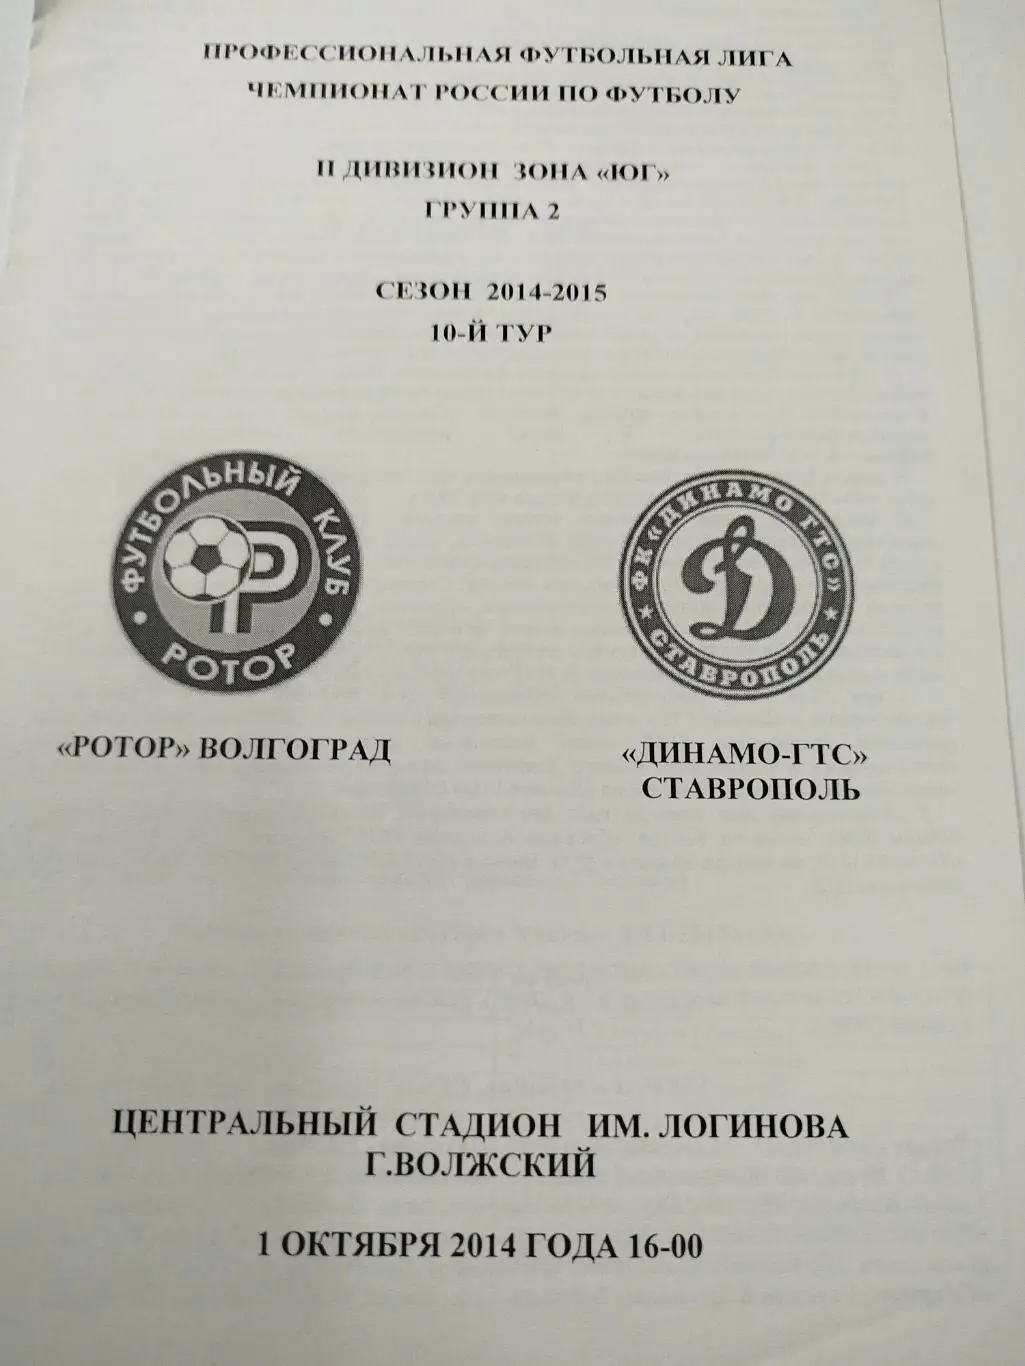 ПРОФЕССИОНАЛЬНАЯ ФУТБОЛЬНАЯ ЛИГА
ЧЕМПИОНАТ РОССИИ ПО ФУТБОЛУ
II ДИВИЗИОН ЗОНА «ЮГ»
ГРУППА 2
СЕЗОН 2014-2015
10-Й ТУР
ФУТБОЛЬНЫЙ КЛУБ
РОТОР
ФК «ДИНАМО ГТС»
СТАВРОПОЛЬ
«РОТОР» ВОЛГОГРАД
«ДИНАМО-ГТС»
СТАВРОПОЛЬ
ЦЕНТРАЛЬНЫЙ СТАДИОН ИМ. ЛОГИНОВА
Г.ВОЛЖСКИЙ
1 ОКТЯБРЯ 2014 ГОДА 16-00